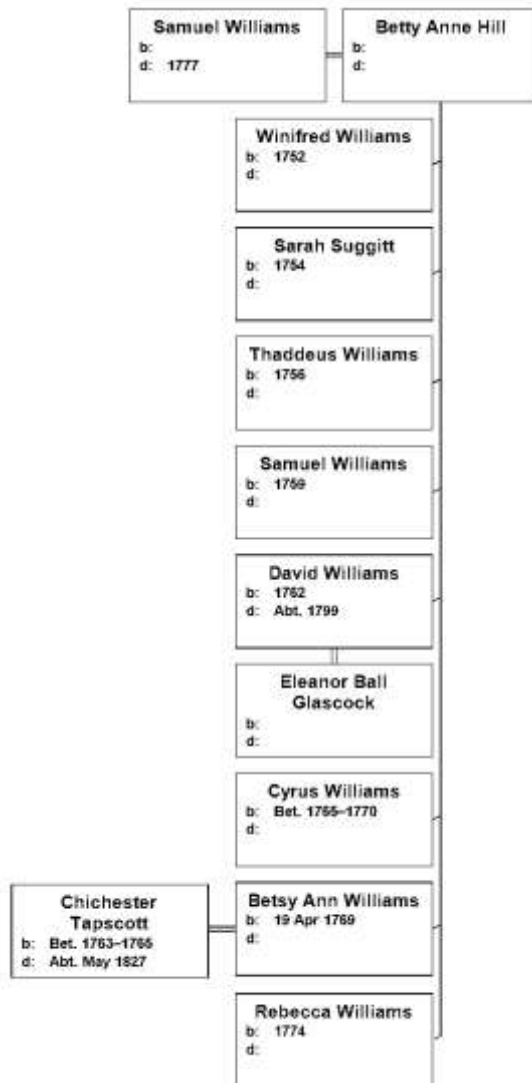 Samuel Williams
b:
d: 1777
Betty Anne Hill
b:
d:
Winifred Williams
b: 1752
d:
Sarah Suggitt
b: 1754
d:
Thaddeus Williams
b: 1756
d:
Samuel Williams
b: 1759
d:
David Williams
b: 1762
d: Abt. 1799
Eleanor Ball
Glascock
b:
d:
Cyrus Williams
b: Bet. 1765–1770
d:
Chichester
Tapscott
b: Bet. 1763–1765
d: Abt. May 1827
Betsy Ann Williams
b: 19 Apr 1769
d:
Rebecca Williams
b: 1774
d: